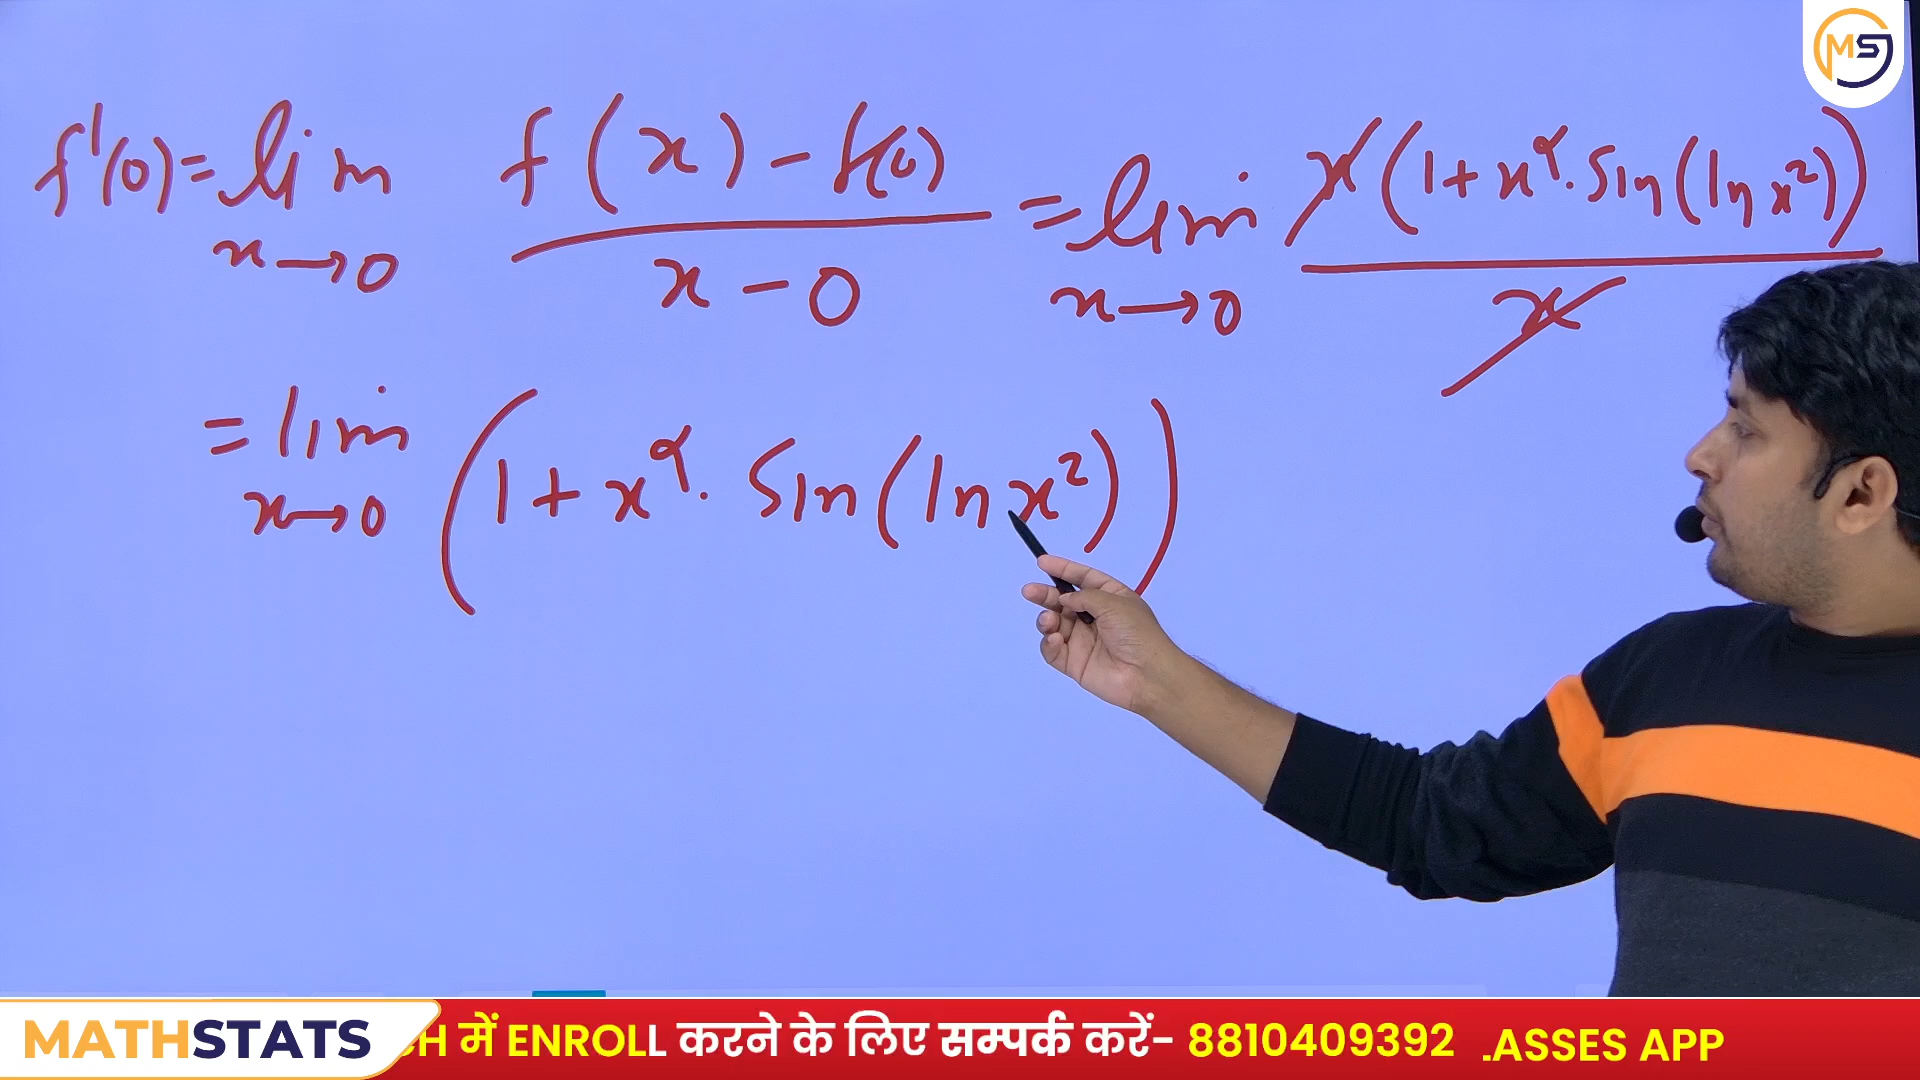 MS
f'(0) = lim x→0 f(x) - f(0) / x - 0 = lim x→0 x(1 + x^α · sin(ln x²)) / x
= lim x→0 (1 + x^α · sin(ln x²))
MATHSTATS CH में ENROLL करने के लिए सम्पर्क करें- 8810409392 .ASSES APP